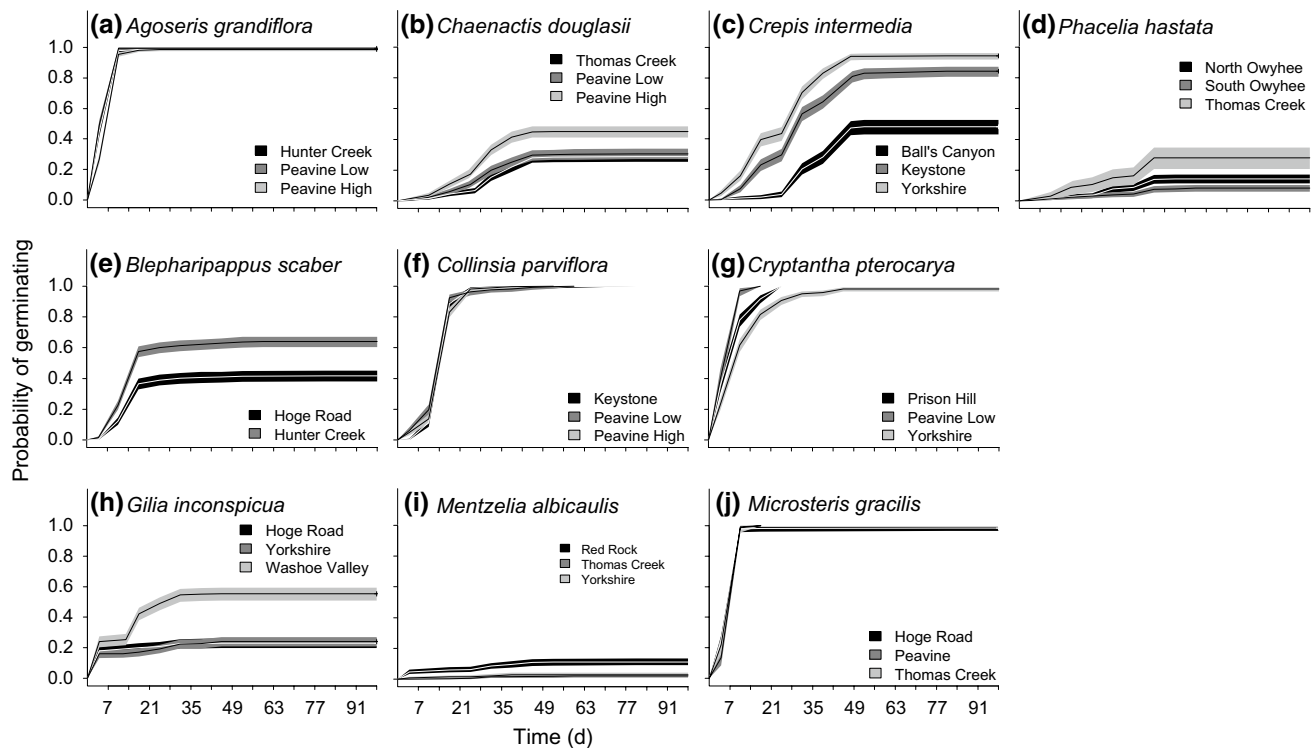 (a) Agoseris grandiflora
(b) Chaenactis douglasii
(c) Crepis intermedia
(d) Phacelia hastata
1.0
0.8
0.6
0.4
0.2
0.0
Hunter Creek
Peavine Low
Peavine High
Thomas Creek
Peavine Low
Peavine High
Ball's Canyon
Keystone
Yorkshire
North Owyhee
South Owyhee
Thomas Creek
Probability of germinating
(e) Blepharipappus scaber
(f) Collinsia parviflora
(g) Cryptantha pterocarya
1.0
0.8
0.6
0.4
0.2
0.0
Hoge Road
Hunter Creek
Keystone
Peavine Low
Peavine High
Prison Hill
Peavine Low
Yorkshire
(h) Gilia inconspicua
(i) Mentzelia albicaulis
(j) Microsteris gracilis
1.0
0.8
0.6
0.4
0.2
0.0
Hoge Road
Yorkshire
Washoe Valley
Red Rock
Thomas Creek
Yorkshire
Hoge Road
Peavine
Thomas Creek
7 21 35 49 63 77 91
7 21 35 49 63 77 91
7 21 35 49 63 77 91
Time (d)